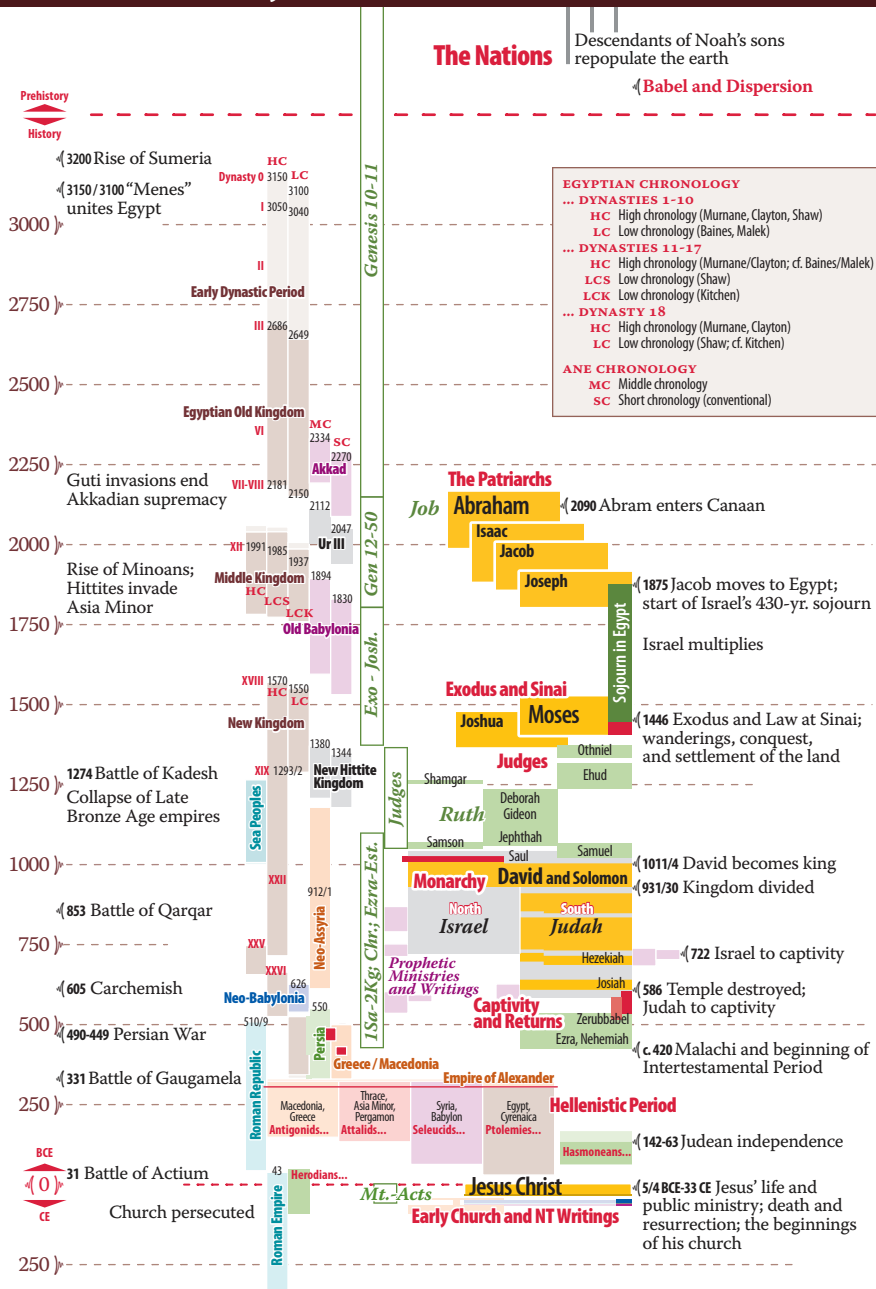 The Nations
Descendants of Noah's sons
repopulate the earth
Babel and Dispersion
Prehistory
History
3200 Rise of Sumeria
HC
Dynasty 0 3150 LC
3150/3100 "Menes"
unites Egypt
3100
I 3050
3040
3000
II
Early Dynastic Period
2750
III 2686
2649
2500
Egyptian Old Kingdom
VI
MC
2334
SC
2270
2250
Akkad
Guti invasions end
Akkadian supremacy
VII-VIII 2181
2150
2112
2047
Ur III
2000
XII 1991
1985
1937
Rise of Minoans;
Hittites invade
Asia Minor
Middle Kingdom
1894
HC
LCS
LCK
1830
Old Babylonia
1750
XVIII 1570
HC
1550
LC
1500
New Kingdom
1380
1344
1274 Battle of Kadesh
XIX 1293/2
New Hittite
Kingdom
1250
Collapse of Late
Bronze Age empires
Sea Peoples
1000
XXII
912/1
853 Battle of Qarqar
Neo-Assyria
750
XXV
XXVI
605 Carchemish
626
Neo-Babylonia
550
500
510/9
490-449 Persian War
Persia
Greece / Macedonia
331 Battle of Gaugamela
Roman Republic
250
Empire of Alexander
Macedonia,
Greece
Antigonids...
Thrace,
Asia Minor,
Pergamon
Attalids...
Syria,
Babylon
Seleucids...
Egypt,
Cyrenaica
Ptolemies...
Hellenistic Period
Hasmoneans...
142-63 Judean independence
BCE
31 Battle of Actium
43
Herodians...
(0)
CE
Church persecuted
Roman Empire
250
Genesis 10-11
Gen 12-50
Exo - Josh.
Judges
1Sa-2Kg; Chr.; Ezra-Est.
Mt.-Acts
EGYPTIAN CHRONOLOGY
... DYNASTIES 1-10
HC High chronology (Murnane, Clayton, Shaw)
LC Low chronology (Baines, Malek)
... DYNASTIES 11-17
HC High chronology (Murnane/Clayton; cf. Baines/Malek)
LCS Low chronology (Shaw)
LCK Low chronology (Kitchen)
... DYNASTY 18
HC High chronology (Murnane, Clayton)
LC Low chronology (Shaw; cf. Kitchen)
ANE CHRONOLOGY
MC Middle chronology
SC Short chronology (conventional)
The Patriarchs
Job
Abraham
2090 Abram enters Canaan
Isaac
Jacob
Joseph
1875 Jacob moves to Egypt;
start of Israel's 430-yr. sojourn
Sojourn in Egypt
Israel multiplies
Exodus and Sinai
Joshua
Moses
1446 Exodus and Law at Sinai;
wanderings, conquest,
and settlement of the land
Judges
Othniel
Shamgar
Ehud
Ruth
Deborah
Gideon
Jephthah
Samson
Saul
Samuel
1011/4 David becomes king
Monarchy
David and Solomon
931/30 Kingdom divided
North
Israel
South
Judah
Hezekiah
722 Israel to captivity
Prophetic
Ministries
and Writings
Josiah
586 Temple destroyed;
Judah to captivity
Captivity
and Returns
Zerubbabel
Ezra, Nehemiah
c. 420 Malachi and beginning of
Intertestamental Period
Jesus Christ
5/4 BCE-33 CE Jesus' life and
public ministry; death and
resurrection; the beginnings
of his church
Early Church and NT Writings